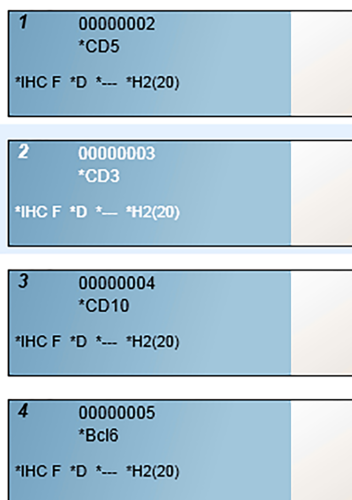 1 00000002
*CD5
*IHC F *D *--- *H2(20)
2 00000003
*CD3
*IHC F *D *--- *H2(20)
3 00000004
*CD10
*IHC F *D *--- *H2(20)
4 00000005
*Bcl6
*IHC F *D *--- *H2(20)